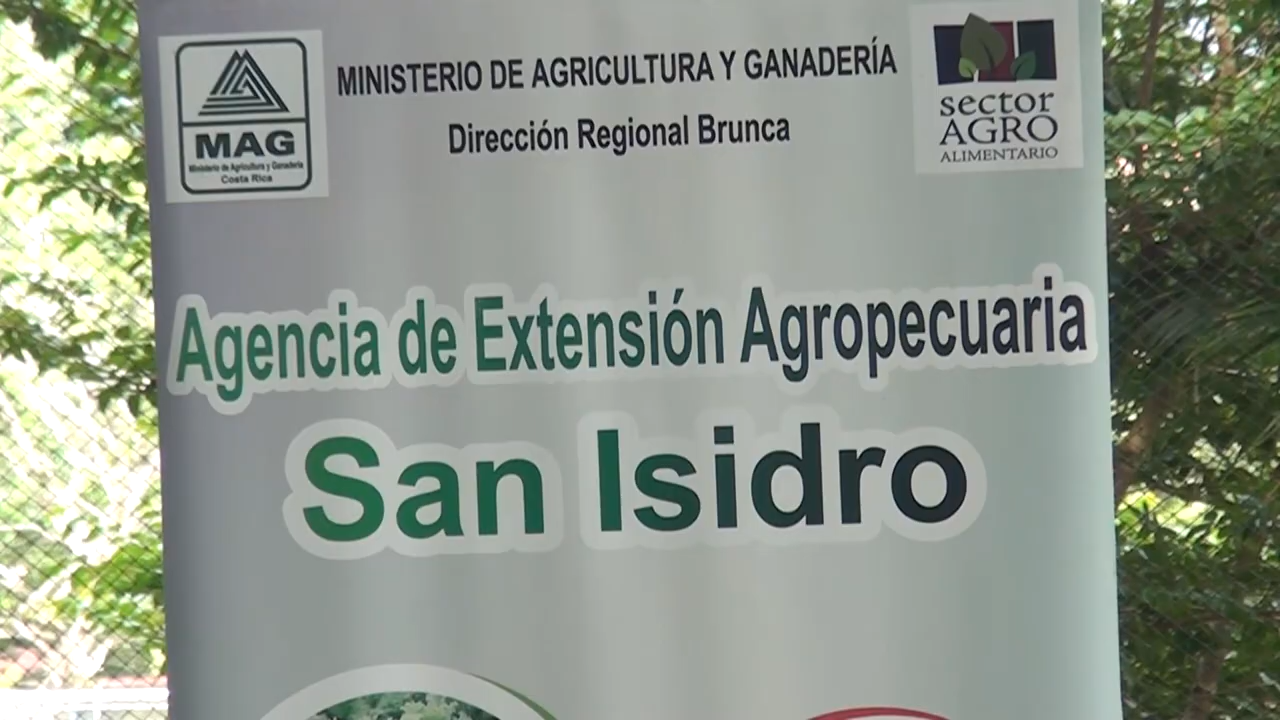 MINISTERIO DE AGRICULTURA Y GANADERÍA
Dirección Regional Brunca
MAG
Ministerio de Agricultura y Ganadería
Costa Rica
sector
AGRO
ALIMENTARIO
Agencia de Extensión Agropecuaria
San Isidro